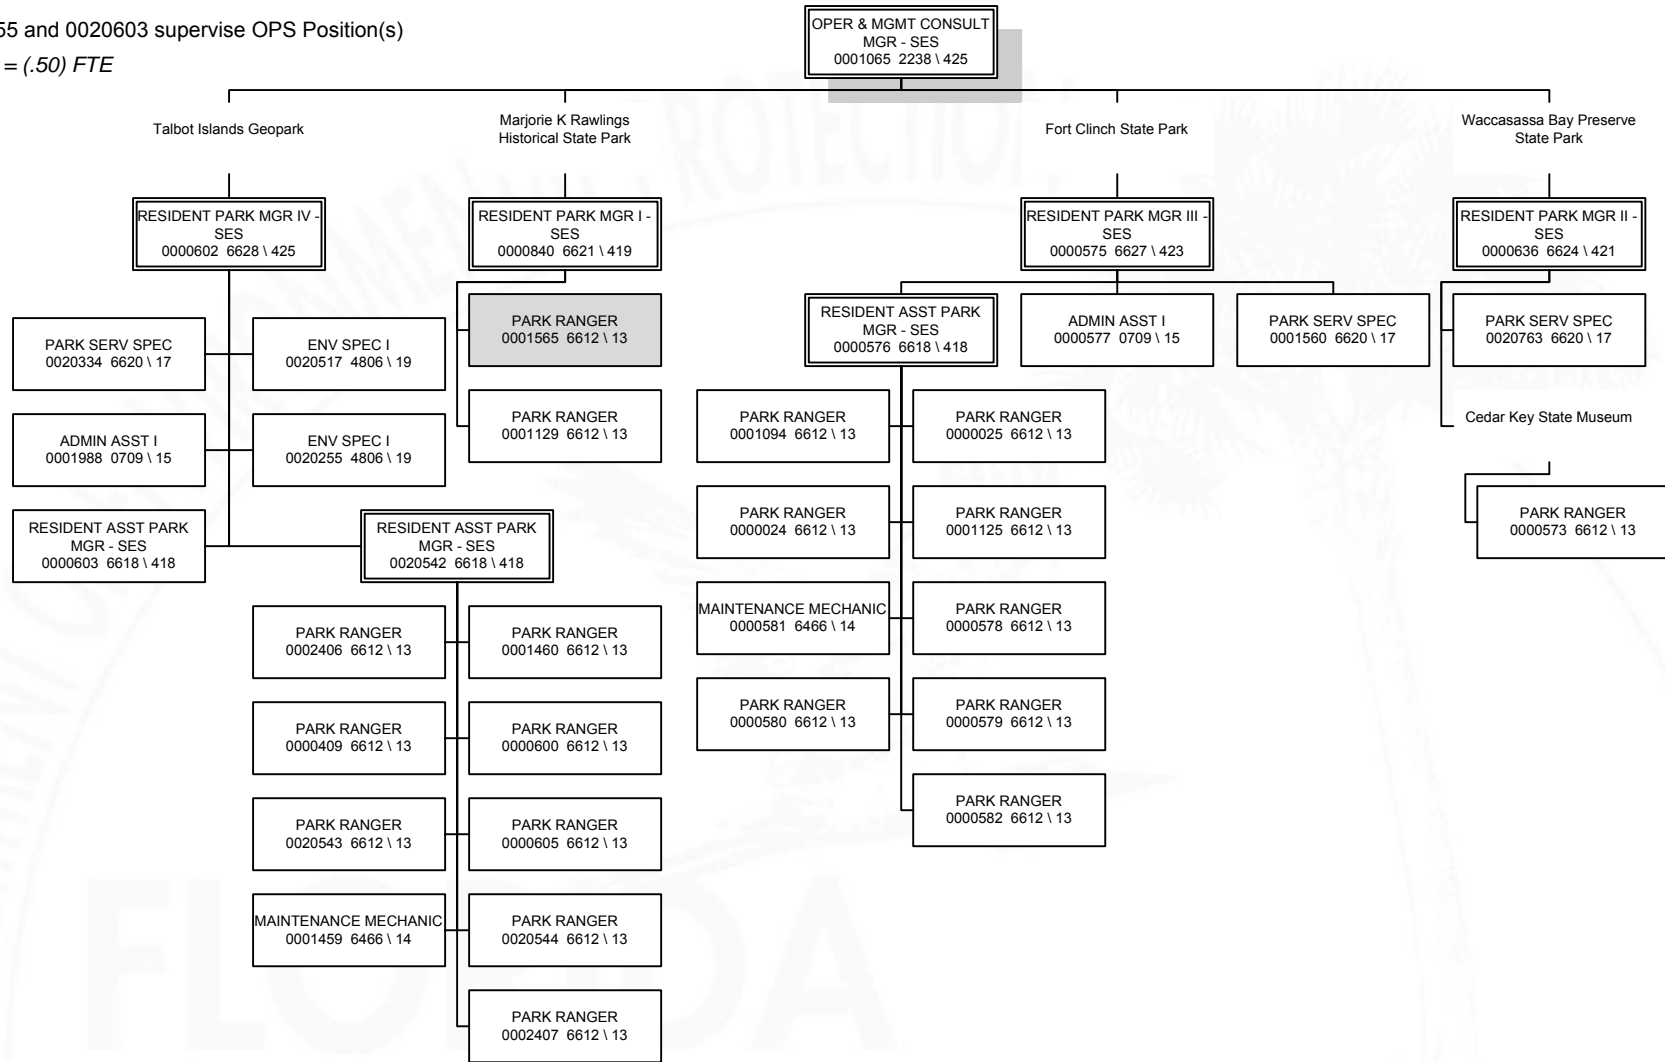 55 and 0020603 supervise OPS Position(s)
= (.50) FTE
OPER & MGMT CONSULT
MGR - SES
0001065 2238 \ 425
Talbot Islands Geopark
Marjorie K Rawlings
Historical State Park
Fort Clinch State Park
Waccasassa Bay Preserve
State Park
RESIDENT PARK MGR IV -
SES
0000602 6628 \ 425
RESIDENT PARK MGR I -
SES
0000840 6621 \ 419
RESIDENT PARK MGR III -
SES
0000575 6627 \ 423
RESIDENT PARK MGR II -
SES
0000636 6624 \ 421
PARK SERV SPEC
0020334 6620 \ 17
ENV SPEC I
0020517 4806 \ 19
ADMIN ASST I
0001988 0709 \ 15
ENV SPEC I
0020255 4806 \ 19
RESIDENT ASST PARK
MGR - SES
0000603 6618 \ 418
RESIDENT ASST PARK
MGR - SES
0020542 6618 \ 418
PARK RANGER
0002406 6612 \ 13
PARK RANGER
0001460 6612 \ 13
PARK RANGER
0000409 6612 \ 13
PARK RANGER
0000600 6612 \ 13
PARK RANGER
0020543 6612 \ 13
PARK RANGER
0000605 6612 \ 13
MAINTENANCE MECHANIC
0001459 6466 \ 14
PARK RANGER
0020544 6612 \ 13
PARK RANGER
0002407 6612 \ 13
PARK RANGER
0001565 6612 \ 13
PARK RANGER
0001129 6612 \ 13
RESIDENT ASST PARK
MGR - SES
0000576 6618 \ 418
ADMIN ASST I
0000577 0709 \ 15
PARK SERV SPEC
0001560 6620 \ 17
PARK RANGER
0001094 6612 \ 13
PARK RANGER
0000025 6612 \ 13
PARK RANGER
0000024 6612 \ 13
PARK RANGER
0001125 6612 \ 13
MAINTENANCE MECHANIC
0000581 6466 \ 14
PARK RANGER
0000578 6612 \ 13
PARK RANGER
0000580 6612 \ 13
PARK RANGER
0000579 6612 \ 13
PARK RANGER
0000582 6612 \ 13
PARK SERV SPEC
0020763 6620 \ 17
Cedar Key State Museum
PARK RANGER
0000573 6612 \ 13
FLORIDA